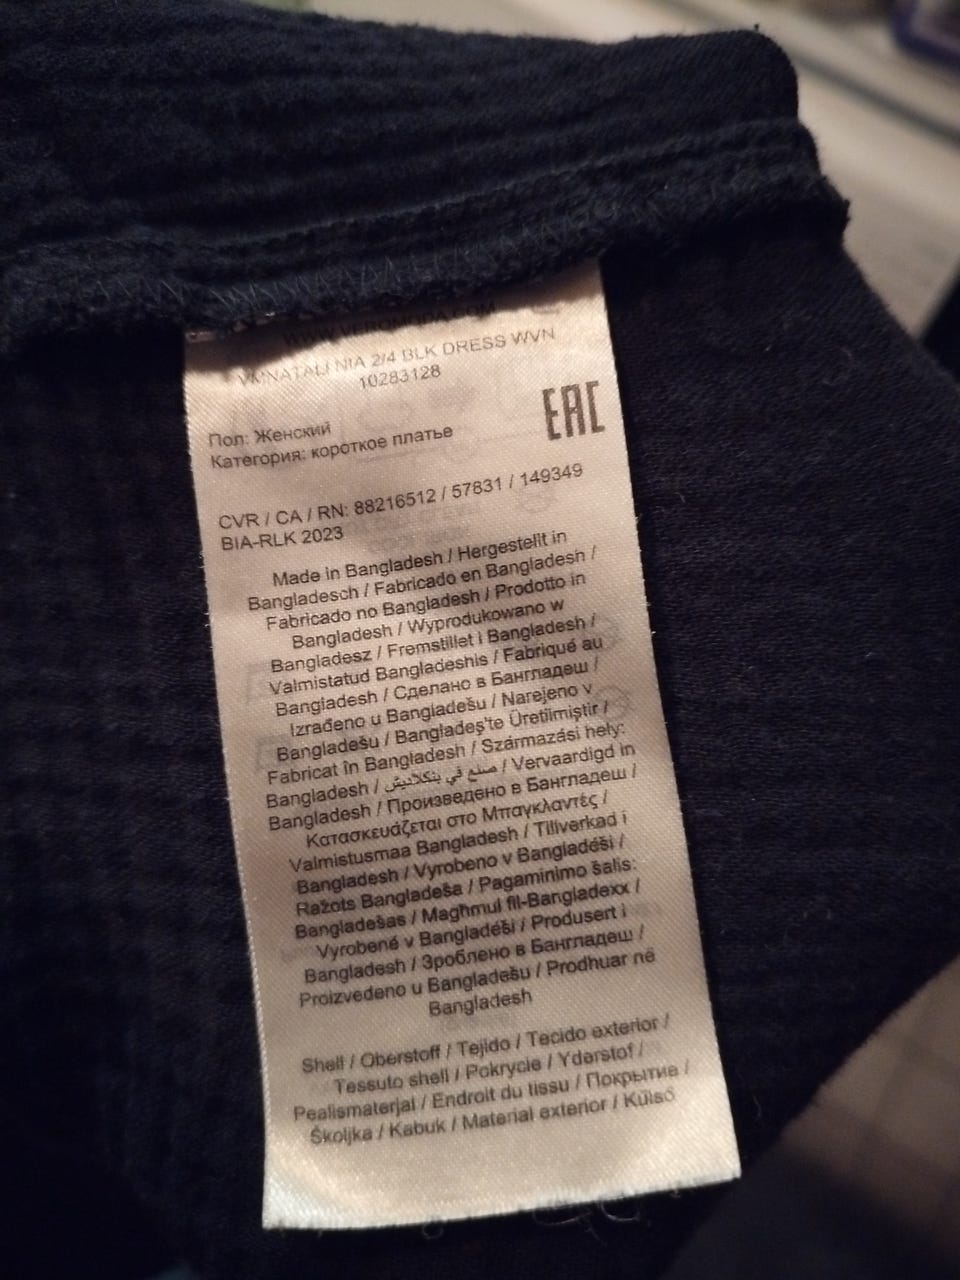 WWW.VEROMODA.COM
VMNATALI NIA 2/4 BLK DRESS WVN
10283128
EAC
Пол: Женский
Категория: короткое платье
CVR / CA / RN: 88216512 / 57831 / 149349
BIA-RLK 2023
Made in Bangladesh / Hergestellt in
Bangladesch / Fabricado en Bangladesh /
Fabricado no Bangladesh / Prodotto in
Bangladesh / Wyprodukowano w
Bangladesz / Fremstillet i Bangladesh /
Valmistatud Bangladeshis / Fabriqué au
Bangladesh / Сделано в Бангладеш /
Izrađeno u Bangladešu / Narejeno v
Bangladešu / Bangladeş'te Üretilmiştir /
Fabricat în Bangladesh / Származási hely:
Bangladesh / صنع في بنكلاديش / Vervaardigd in
Bangladesh / Произведено в Бангладеш /
Κατασκευάζεται στο Μπαγκλαντές /
Valmistusmaa Bangladesh / Tillverkad i
Bangladesh / Vyrobeno v Bangladéši /
Ražots Bangladeša / Pagaminimo šalis:
Bangladešas / Magħmul fil-Bangladexx /
Vyrobené v Bangladéši / Produsert i
Bangladesh / Зроблено в Бангладеш /
Proizvedeno u Bangladešu / Prodhuar në
Bangladesh
Shell / Oberstoff / Tejido / Tecido exterior /
Tessuto shell / Pokrycie / Yderstof /
Pealismaterjal / Endroit du tissu / Покрытие /
Školjka / Kabuk / Material exterior / Külső